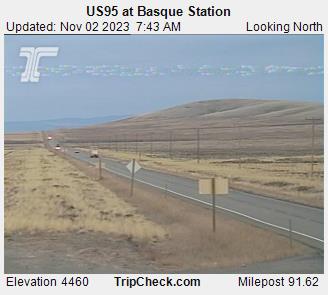 US95 at Basque Station
Updated: Nov 02 2023 7:43 AM Looking North
Elevation 4460 TripCheck.com Milepost 91.62